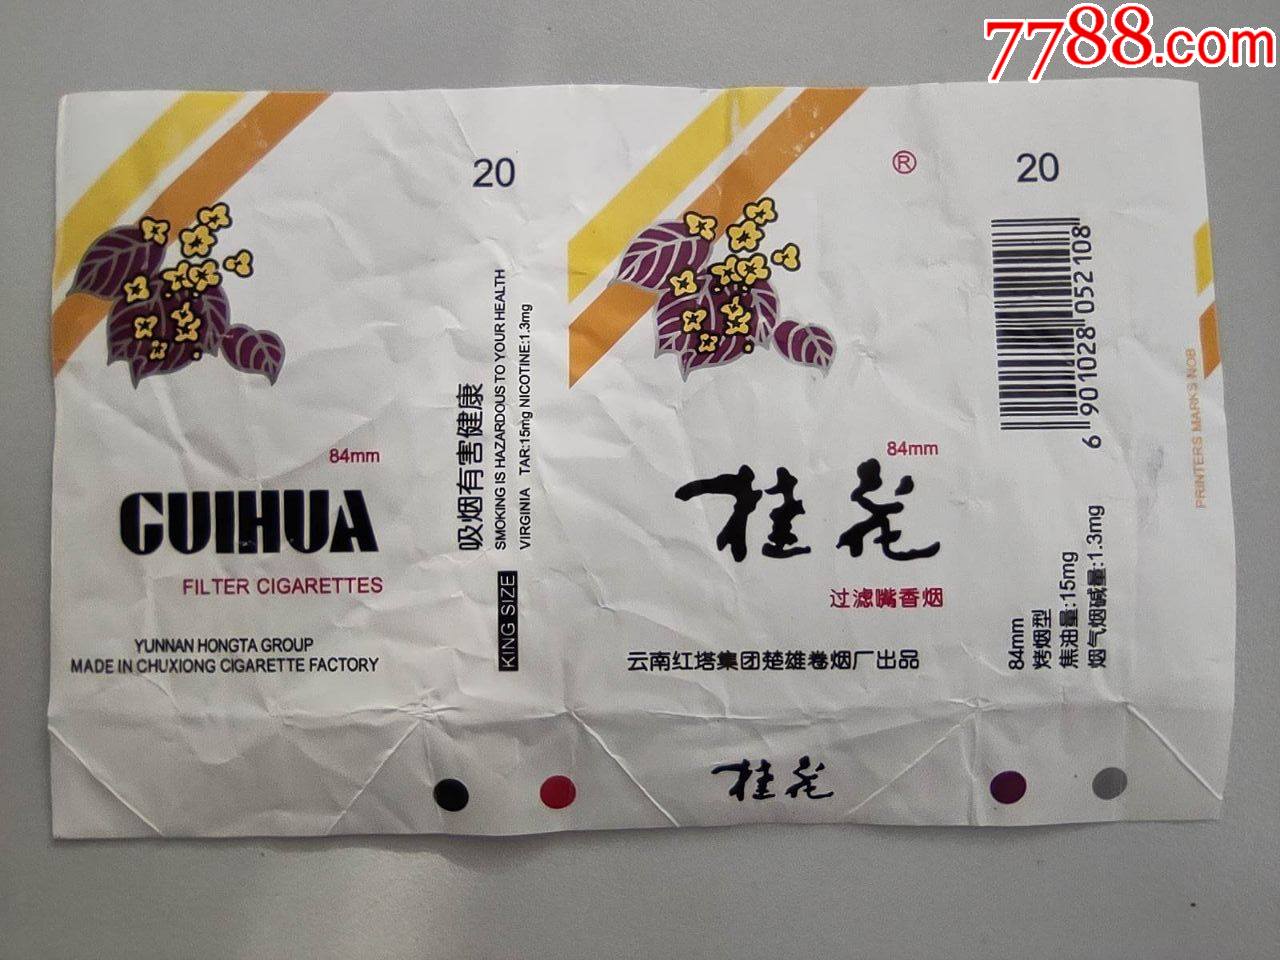 7788.com
20
84mm
GUIHUA
FILTER CIGARETTES
YUNNAN HONGTA GROUP
MADE IN CHUXIONG CIGARETTE FACTORY
吸烟有害健康
SMOKING IS HAZARDOUS TO YOUR HEALTH
VIRGINIA TAR:15mg NICOTINE:1.3mg
KING SIZE
®
84mm
桂花
过滤嘴香烟
云南红塔集团楚雄卷烟厂出品
桂花
20
6 901028 052108
84mm
烤烟型
焦油量:15mg
烟气烟碱量:1.3mg
PRINTERS MARKS NOB